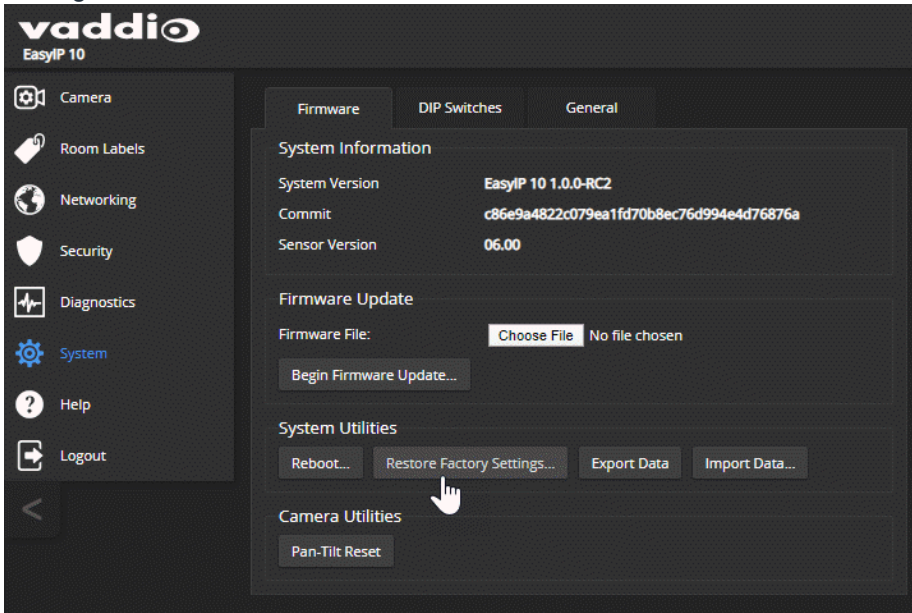 vaddio
EasyIP 10
Camera
Room Labels
Networking
Security
Diagnostics
System
Help
Logout
<
Firmware DIP Switches General
System Information
System Version EasyIP 10 1.0.0-RC2
Commit c86e9a4822c079ea1fd70b8ec76d994e4d76876a
Sensor Version 06.00
Firmware Update
Firmware File: Choose File No file chosen
Begin Firmware Update...
System Utilities
Reboot... Restore Factory Settings... Export Data Import Data...
Camera Utilities
Pan-Tilt Reset